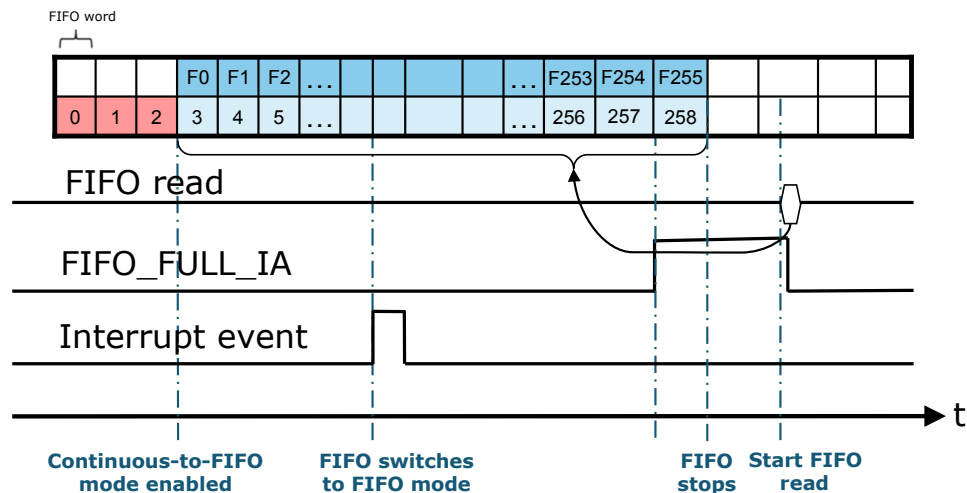 FIFO word
F0 F1 F2 ... ... F253 F254 F255
0 1 2 3 4 5 ... ... 256 257 258
FIFO read
FIFO_FULL_IA
Interrupt event
t
Continuous-to-FIFO
mode enabled
FIFO switches
to FIFO mode
FIFO
stops
Start FIFO
read